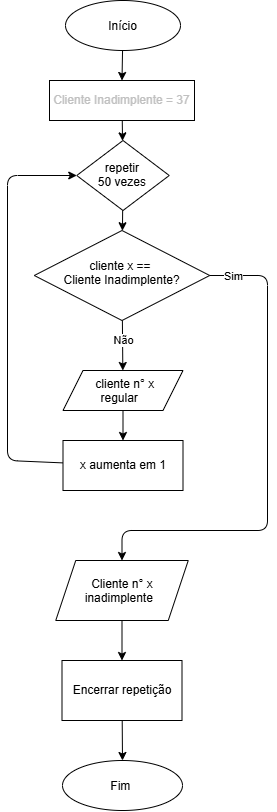 Início
Cliente Inadimplente = 37
repetir
50 vezes
cliente x ==
Cliente Inadimplente?
Sim
Não
cliente n° x
regular
x aumenta em 1
Cliente n° x
inadimplente
Encerrar repetição
Fim